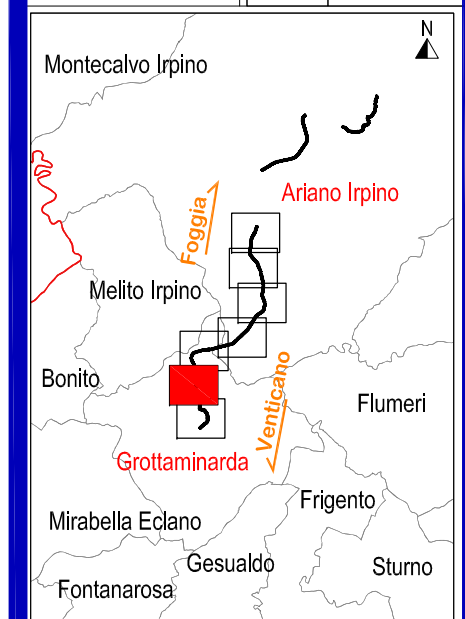 N
Montecalvo Irpino
Ariano Irpino
Foggia
Melito Irpino
Bonito
Venticano
Flumeri
Grottaminarda
Frigento
Mirabella Eclano
Gesualdo
Sturno
Fontanarosa